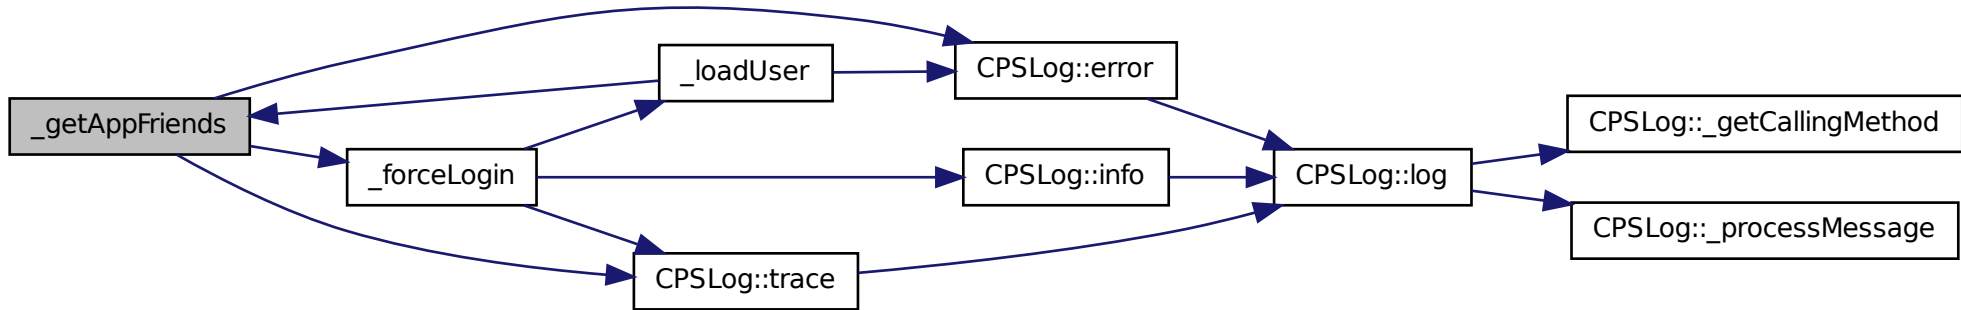 _getAppFriends
_forceLogin
_loadUser
CPSLog::trace
CPSLog::error
CPSLog::info
CPSLog::log
CPSLog::_getCallingMethod
CPSLog::_processMessage